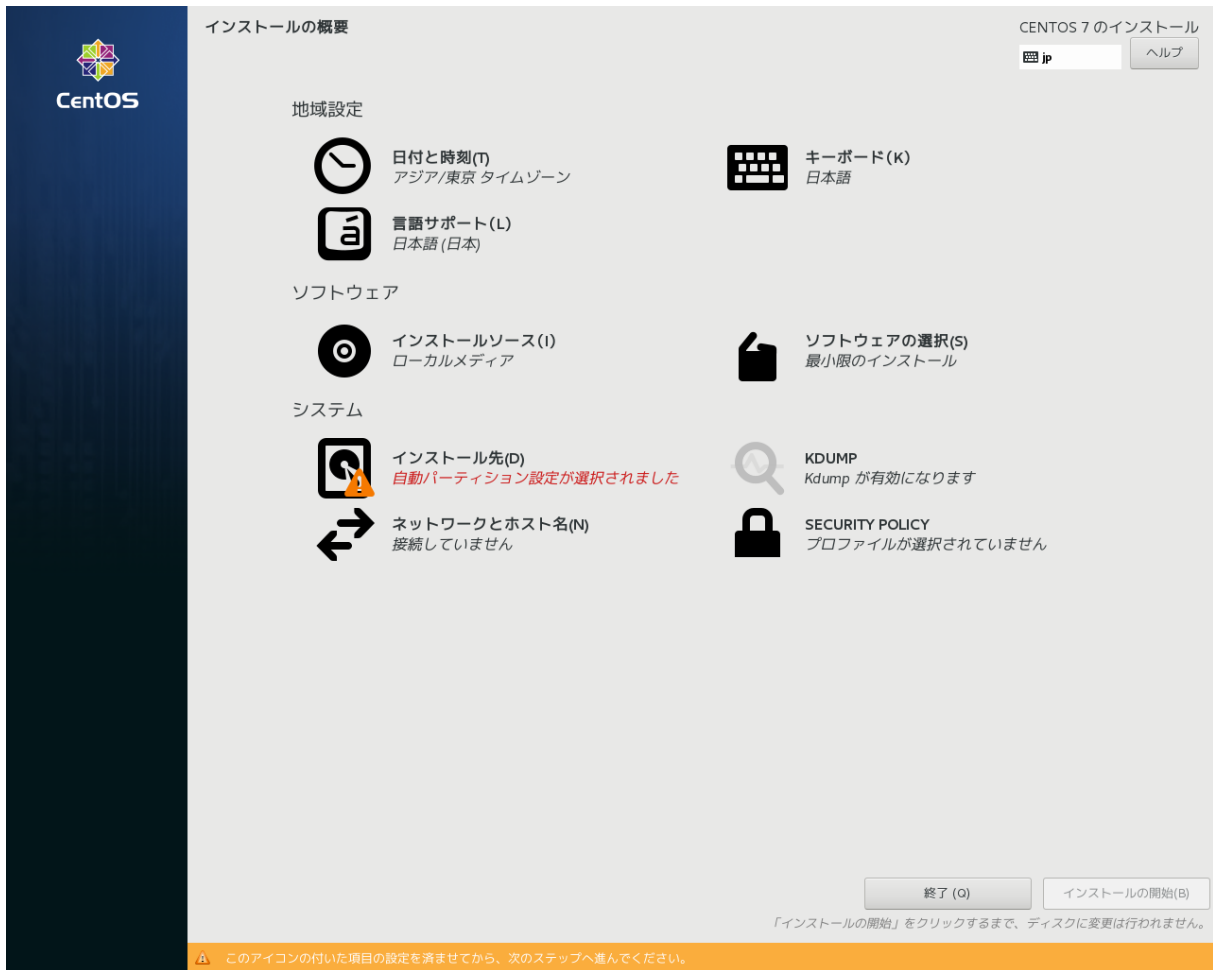 CentOS
インストールの概要
CENTOS 7 のインストール
jp
ヘルプ
地域設定
日付と時刻(T)
アジア/東京 タイムゾーン
キーボード(K)
日本語
言語サポート(L)
日本語 (日本)
ソフトウェア
インストールソース(I)
ローカルメディア
ソフトウェアの選択(S)
最小限のインストール
システム
インストール先(D)
自動パーティション設定が選択されました
KDUMP
Kdump が有効になります
ネットワークとホスト名(N)
接続していません
SECURITY POLICY
プロファイルが選択されていません
終了 (Q)
インストールの開始(B)
「インストールの開始」をクリックするまで、ディスクに変更は行われません。
このアイコンの付いた項目の設定を済ませてから、次のステップへ進んでください。